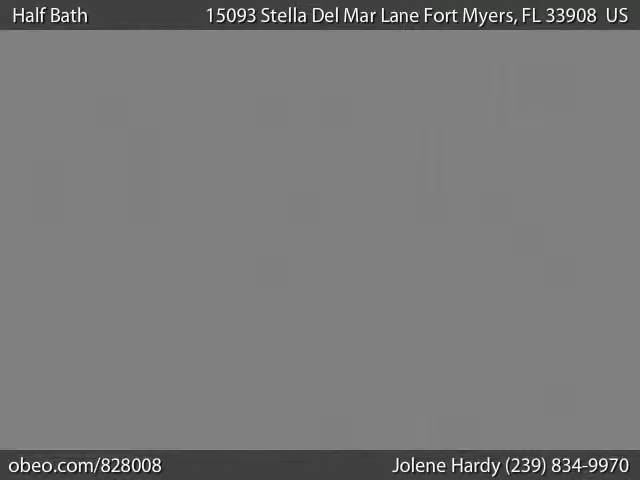 Half Bath 15093 Stella Del Mar Lane Fort Myers, FL 33908 US
obeo.com/828008 Jolene Hardy (239) 834-9970